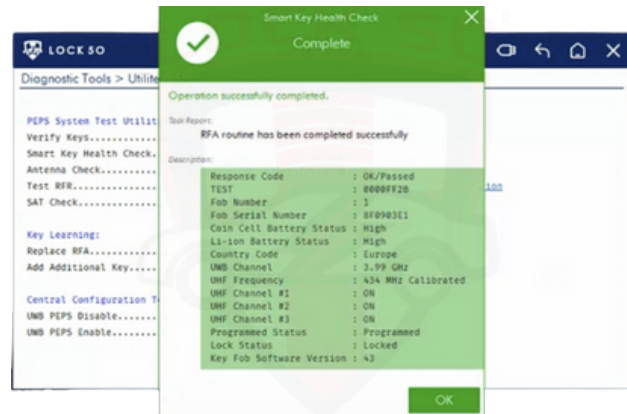 Smart Key Health Check
Complete
LOCK 50
Diagnostic Tools > Utilite
Operation successfully completed.
Task Report:
RFA routine has been completed successfully
Description:
Response Code : OK/Passed
TEST : 0000FF2B
Fob Number : 1
Fob Serial Number : 8F0903E1
Coin Cell Battery Status : High
Li-ion Battery Status : High
Country Code : Europe
UWB Channel : 3.99 GHz
UHF Frequency : 434 MHz Calibrated
UHF Channel #1 : ON
UHF Channel #2 : ON
UHF Channel #3 : ON
Programmed Status : Programmed
Lock Status : Locked
Key Fob Software Version : 43
OK
PEPS System Test Utilit
Verify Keys...........
Smart Key Health Check.
Antenna Check..........
Test RFR...............
SAT Check..............
ion
Key Learning:
Replace RFA............
Add Additional Key.....
Central Configuration T
UWB PEPS Disable.......
UWB PEPS Enable........